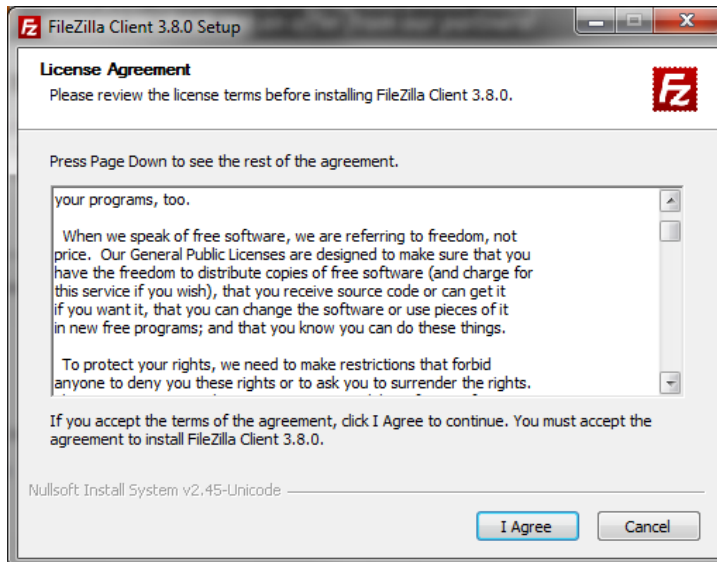 FileZilla Client 3.8.0 Setup
License Agreement
Please review the license terms before installing FileZilla Client 3.8.0.
Fz
Press Page Down to see the rest of the agreement.
your programs, too.
When we speak of free software, we are referring to freedom, not
price. Our General Public Licenses are designed to make sure that you
have the freedom to distribute copies of free software (and charge for
this service if you wish), that you receive source code or can get it
if you want it, that you can change the software or use pieces of it
in new free programs; and that you know you can do these things.
To protect your rights, we need to make restrictions that forbid
anyone to deny you these rights or to ask you to surrender the rights.
If you accept the terms of the agreement, click I Agree to continue. You must accept the
agreement to install FileZilla Client 3.8.0.
Nullsoft Install System v2.45-Unicode
I Agree
Cancel